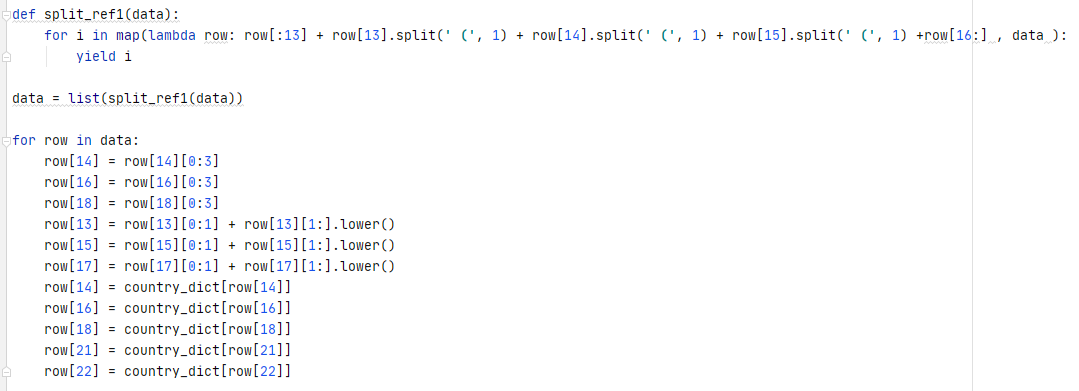 def split_ref1(data):
    for i in map(lambda row: row[:13] + row[13].split(' (', 1) + row[14].split(' (', 1) + row[15].split(' (', 1) +row[16:] , data ):
        yield i

data = list(split_ref1(data))

for row in data:
    row[14] = row[14][0:3]
    row[16] = row[16][0:3]
    row[18] = row[18][0:3]
    row[13] = row[13][0:1] + row[13][1:].lower()
    row[15] = row[15][0:1] + row[15][1:].lower()
    row[17] = row[17][0:1] + row[17][1:].lower()
    row[14] = country_dict[row[14]]
    row[16] = country_dict[row[16]]
    row[18] = country_dict[row[18]]
    row[21] = country_dict[row[21]]
    row[22] = country_dict[row[22]]